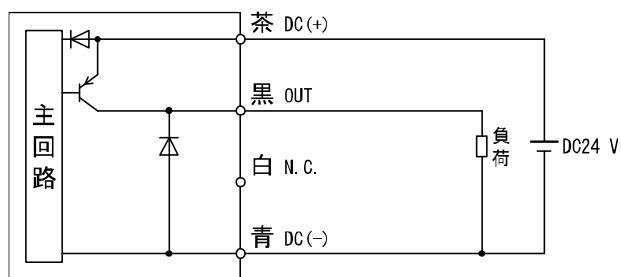 茶 DC(+)
黒 OUT
主回路
負荷
DC24 V
白 N.C.
青 DC(-)